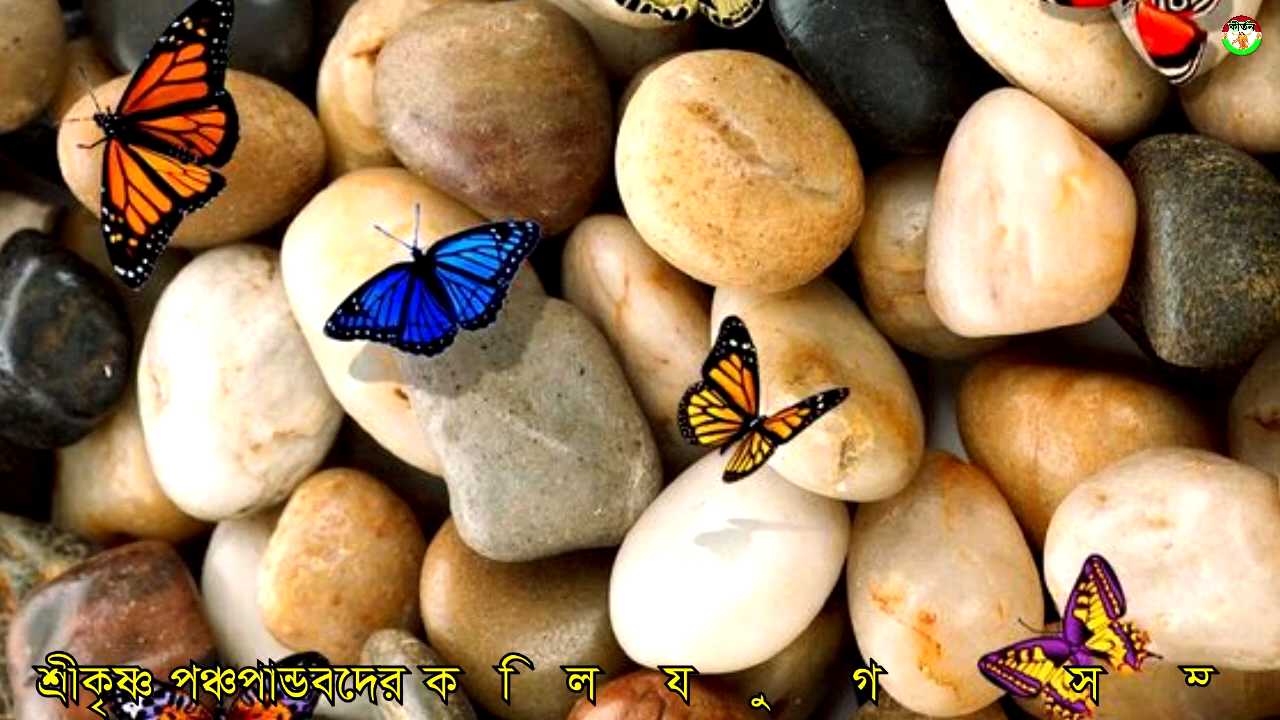 শ্রীকৃষ্ণ পঞ্চপান্ডবদের ক ি ল য ু গ স ম